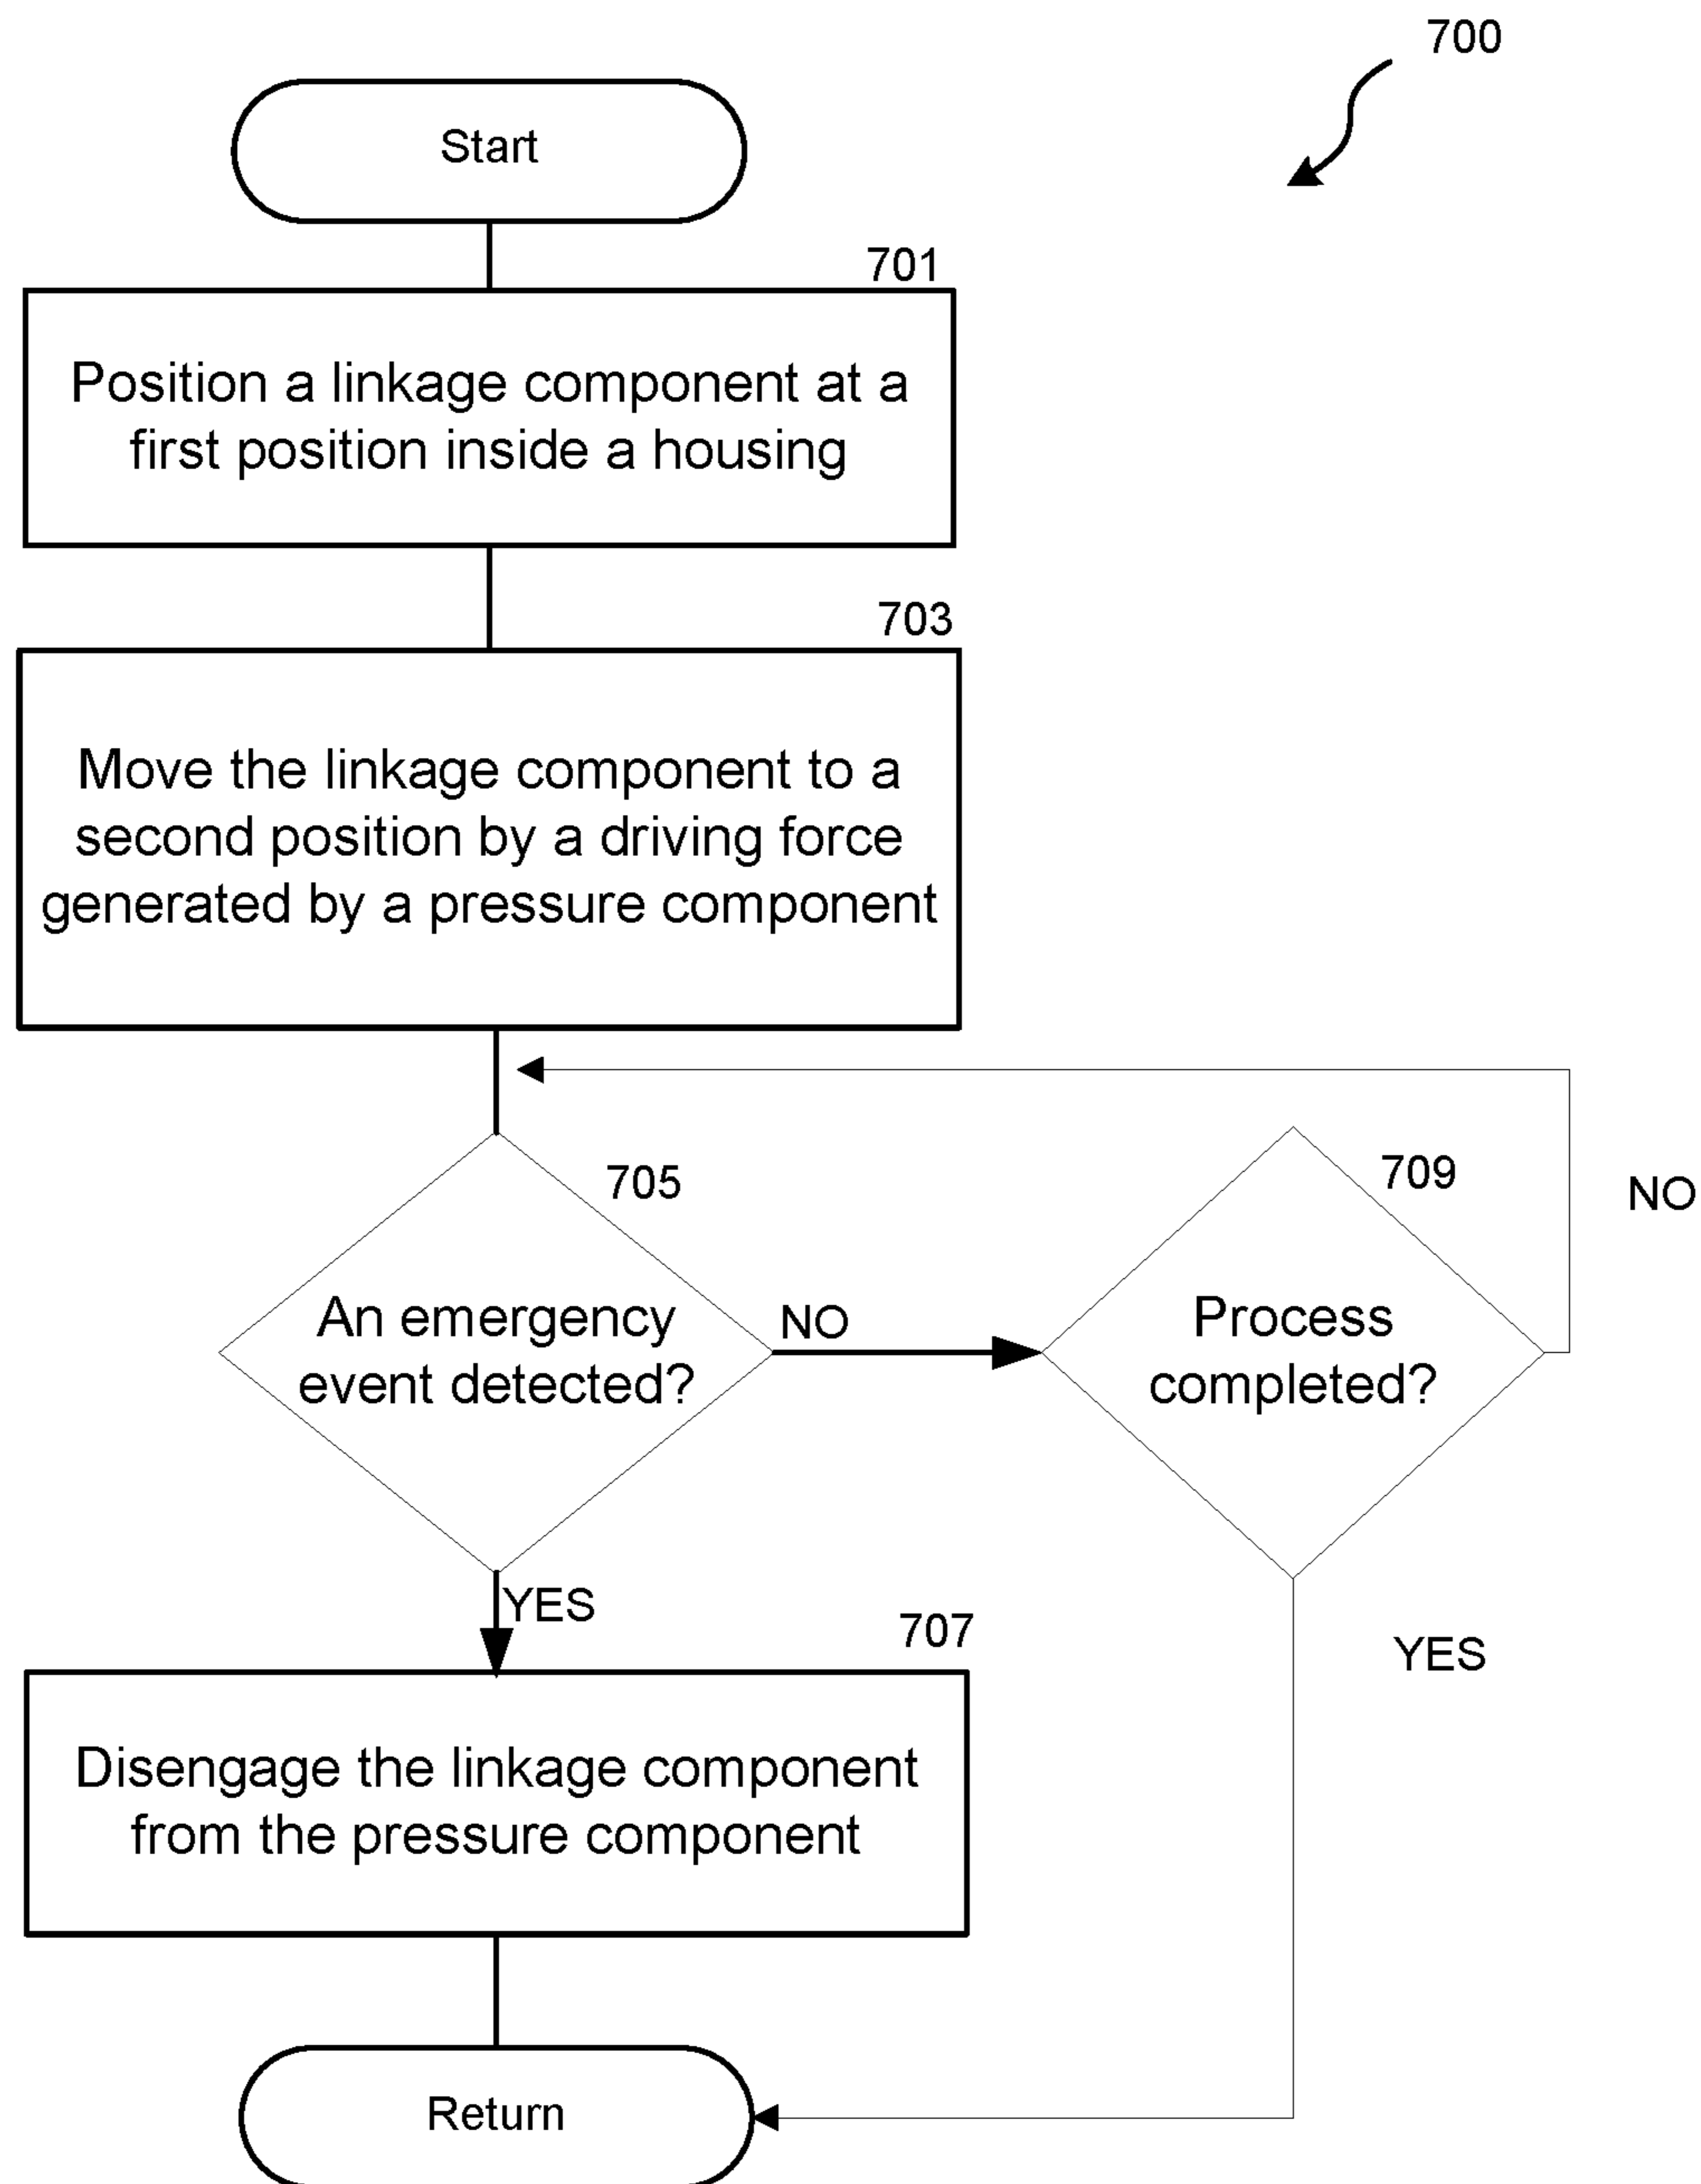 700
Start
701
Position a linkage component at a
first position inside a housing
703
Move the linkage component to a
second position by a driving force
generated by a pressure component
705
An emergency
event detected?
NO
709
Process
completed?
NO
YES
YES
707
Disengage the linkage component
from the pressure component
Return